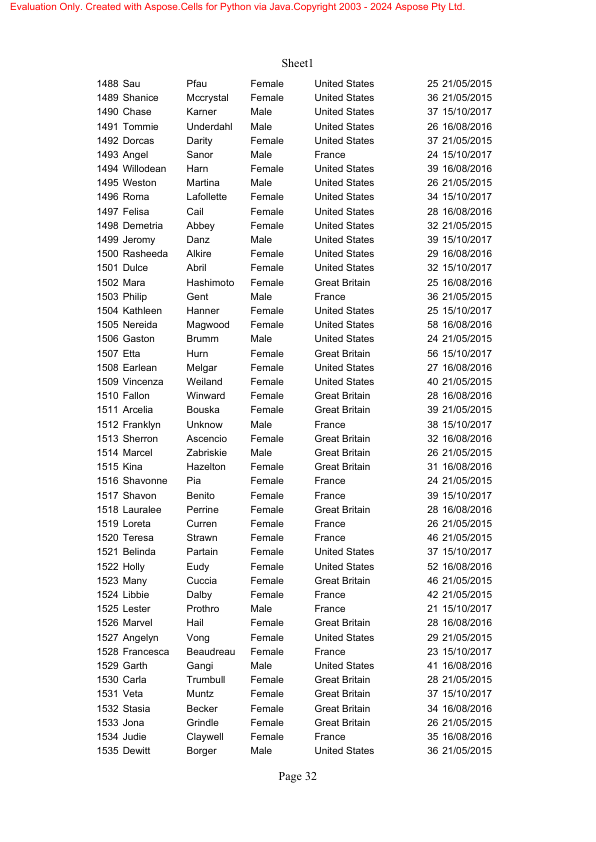 Evaluation Only. Created with Aspose.Cells for Python via Java.Copyright 2003 - 2024 Aspose Pty Ltd.
Sheet1
1488 Sau Pfau Female United States 25 21/05/2015
1489 Shanice Mccrystal Female United States 36 21/05/2015
1490 Chase Karner Male United States 37 15/10/2017
1491 Tommie Underdahl Male United States 26 16/08/2016
1492 Dorcas Darity Female United States 37 21/05/2015
1493 Angel Sanor Male France 24 15/10/2017
1494 Willodean Harn Female United States 39 16/08/2016
1495 Weston Martina Male United States 26 21/05/2015
1496 Roma Lafollette Female United States 34 15/10/2017
1497 Felisa Cail Female United States 28 16/08/2016
1498 Demetria Abbey Female United States 32 21/05/2015
1499 Jeromy Danz Male United States 39 15/10/2017
1500 Rasheeda Alkire Female United States 29 16/08/2016
1501 Dulce Abril Female United States 32 15/10/2017
1502 Mara Hashimoto Female Great Britain 25 16/08/2016
1503 Philip Gent Male France 36 21/05/2015
1504 Kathleen Hanner Female United States 25 15/10/2017
1505 Nereida Magwood Female United States 58 16/08/2016
1506 Gaston Brumm Male United States 24 21/05/2015
1507 Etta Hurn Female Great Britain 56 15/10/2017
1508 Earlean Melgar Female United States 27 16/08/2016
1509 Vincenza Weiland Female United States 40 21/05/2015
1510 Fallon Winward Female Great Britain 28 16/08/2016
1511 Arcelia Bouska Female Great Britain 39 21/05/2015
1512 Franklyn Unknow Male France 38 15/10/2017
1513 Sherron Ascencio Female Great Britain 32 16/08/2016
1514 Marcel Zabriskie Male Great Britain 26 21/05/2015
1515 Kina Hazelton Female Great Britain 31 16/08/2016
1516 Shavonne Pia Female France 24 21/05/2015
1517 Shavon Benito Female France 39 15/10/2017
1518 Lauralee Perrine Female Great Britain 28 16/08/2016
1519 Loreta Curren Female France 26 21/05/2015
1520 Teresa Strawn Female France 46 21/05/2015
1521 Belinda Partain Female United States 37 15/10/2017
1522 Holly Eudy Female United States 52 16/08/2016
1523 Many Cuccia Female Great Britain 46 21/05/2015
1524 Libbie Dalby Female France 42 21/05/2015
1525 Lester Prothro Male France 21 15/10/2017
1526 Marvel Hail Female Great Britain 28 16/08/2016
1527 Angelyn Vong Female United States 29 21/05/2015
1528 Francesca Beaudreau Female France 23 15/10/2017
1529 Garth Gangi Male United States 41 16/08/2016
1530 Carla Trumbull Female Great Britain 28 21/05/2015
1531 Veta Muntz Female Great Britain 37 15/10/2017
1532 Stasia Becker Female Great Britain 34 16/08/2016
1533 Jona Grindle Female Great Britain 26 21/05/2015
1534 Judie Claywell Female France 35 16/08/2016
1535 Dewitt Borger Male United States 36 21/05/2015
Page 32